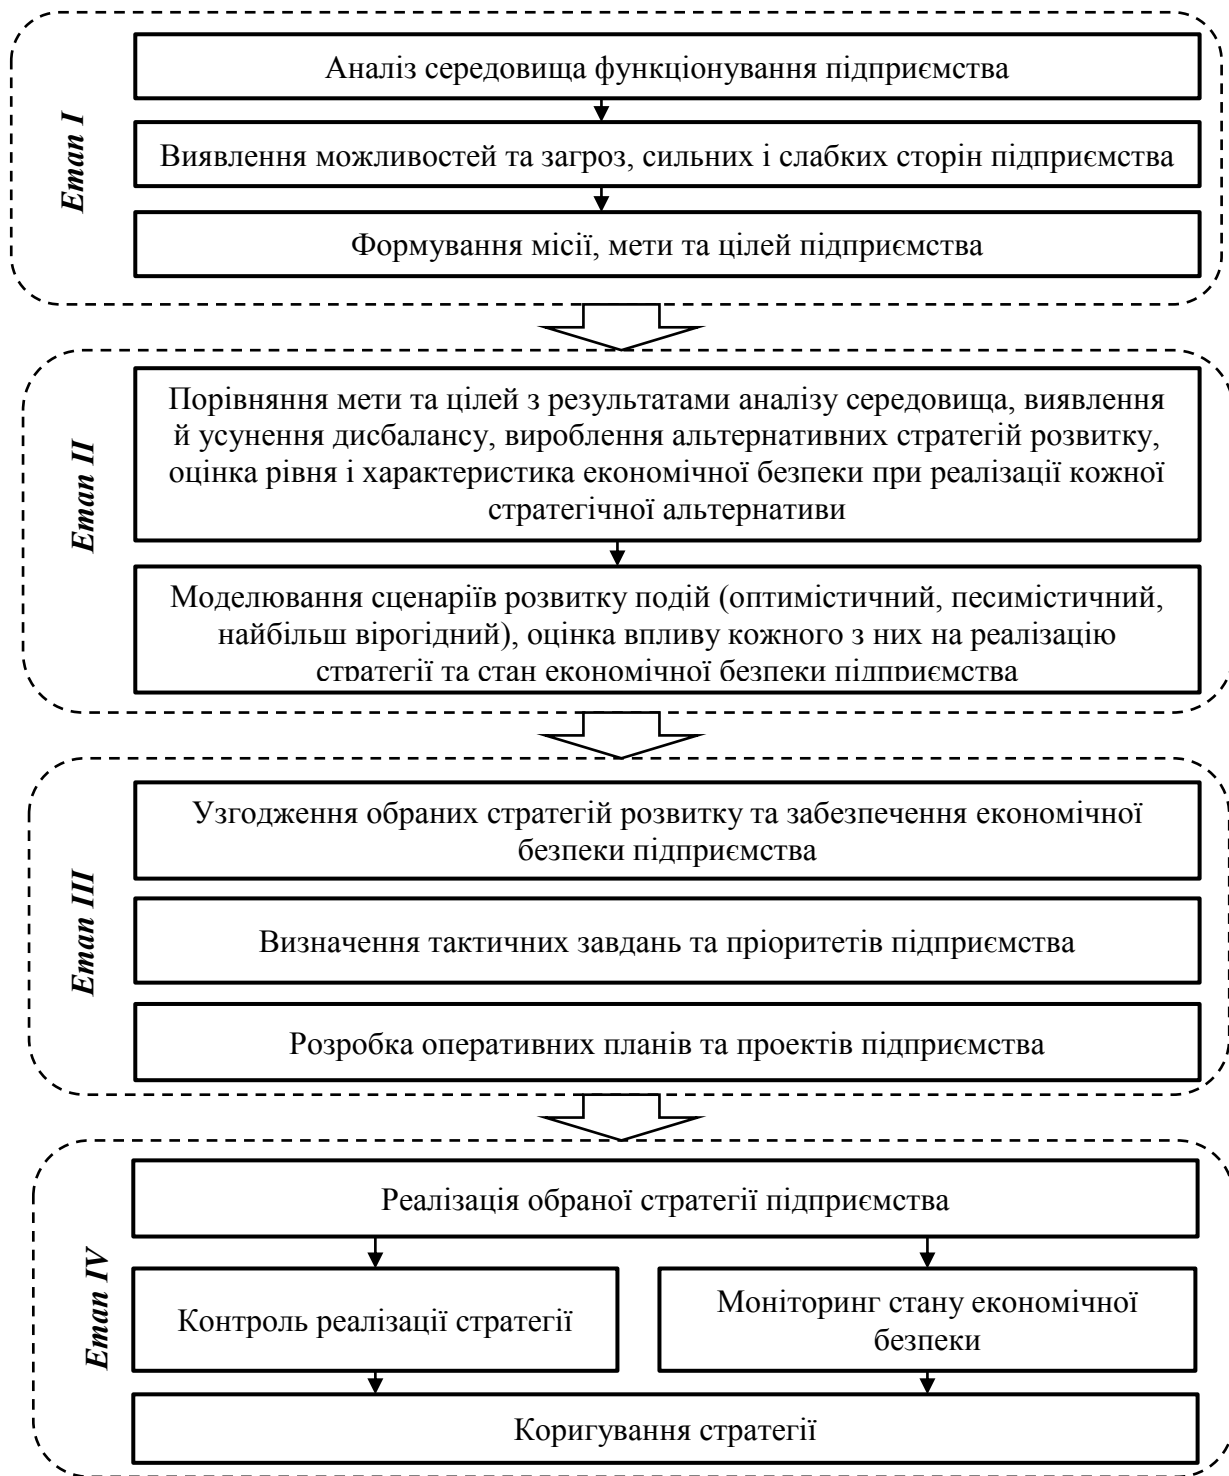 Етап I
Аналіз середовища функціонування підприємства
Виявлення можливостей та загроз, сильних і слабких сторін підприємства
Формування місії, мети та цілей підприємства
Етап II
Порівняння мети та цілей з результатами аналізу середовища, виявлення
й усунення дисбалансу, вироблення альтернативних стратегій розвитку,
оцінка рівня і характеристика економічної безпеки при реалізації кожної
стратегічної альтернативи
Моделювання сценаріїв розвитку подій (оптимістичний, песимістичний,
найбільш вірогідний), оцінка впливу кожного з них на реалізацію
стратегії та стан економічної безпеки підприємства
Етап III
Узгодження обраних стратегій розвитку та забезпечення економічної
безпеки підприємства
Визначення тактичних завдань та пріоритетів підприємства
Розробка оперативних планів та проектів підприємства
Етап IV
Реалізація обраної стратегії підприємства
Контроль реалізації стратегії
Моніторинг стану економічної
безпеки
Коригування стратегії